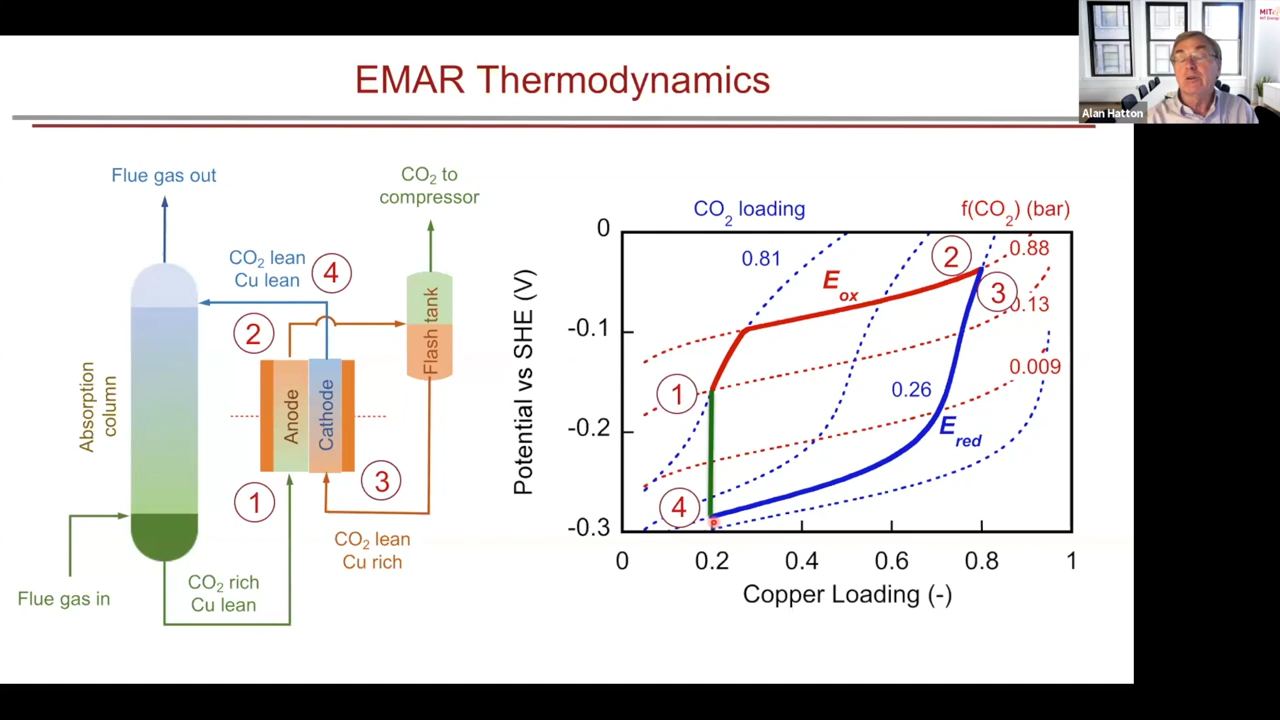 EMAR Thermodynamics
MITei
MIT Energy
Alan Hatton
Flue gas out
CO2 to
compressor
CO2 lean
Cu lean
4
2
Flash tank
Absorption
column
Anode
Cathode
1
3
CO2 lean
Cu rich
CO2 rich
Cu lean
Flue gas in
CO2 loading
f(CO2) (bar)
0
-0.1
-0.2
-0.3
Potential vs SHE (V)
0.81
Eox
2
0.88
3
0.13
1
0.26
0.009
Ered
4
0
0.2
0.4
0.6
0.8
1
Copper Loading (-)